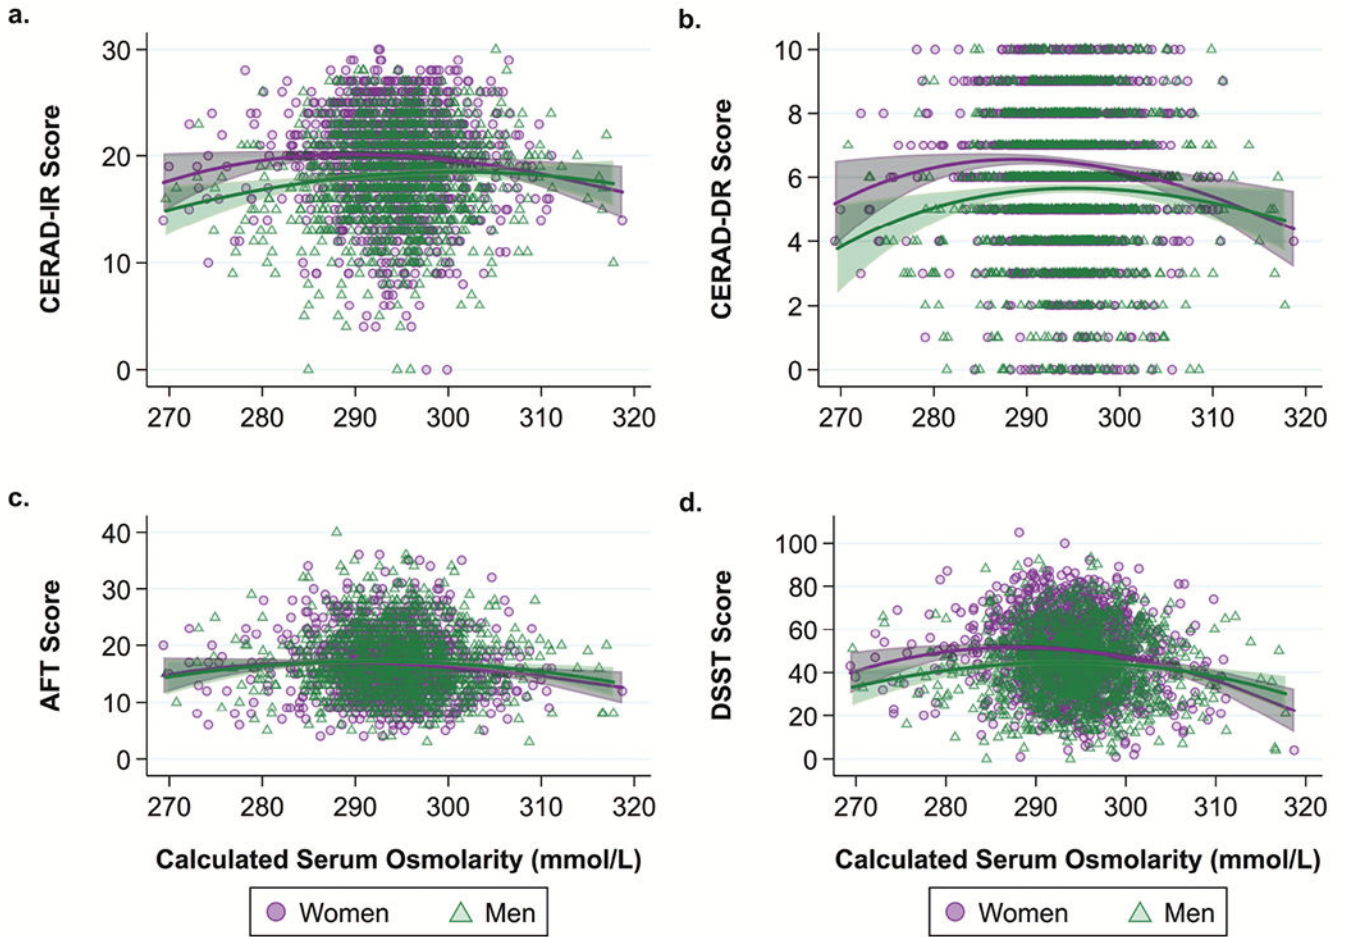 a.
CERAD-IR Score
30
20
10
0
270 280 290 300 310 320
b.
CERAD-DR Score
10
8
6
4
2
0
270 280 290 300 310 320
c.
AFT Score
40
30
20
10
0
270 280 290 300 310 320
Calculated Serum Osmolarity (mmol/L)
Women Men
d.
DSST Score
100
80
60
40
20
0
270 280 290 300 310 320
Calculated Serum Osmolarity (mmol/L)
Women Men